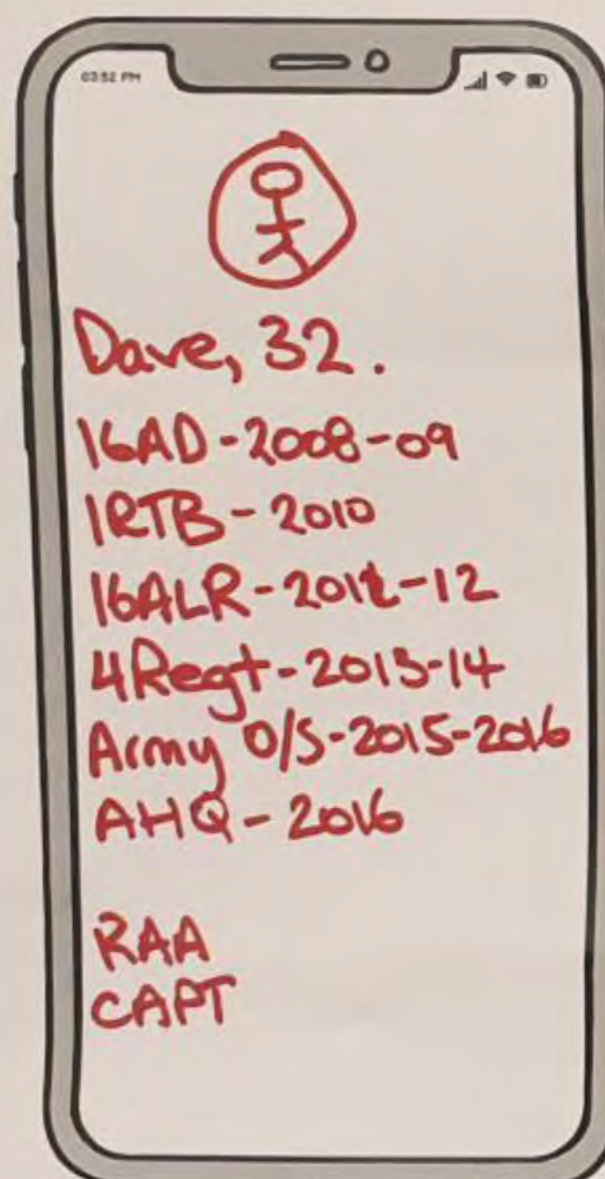 03:52 PM
Dave, 32.
16AD-2008-09
1RTB-2010
16ALR-2011-12
4Regt-2013-14
Army O/S-2015-2016
AHQ-2016
RAA
CAPT